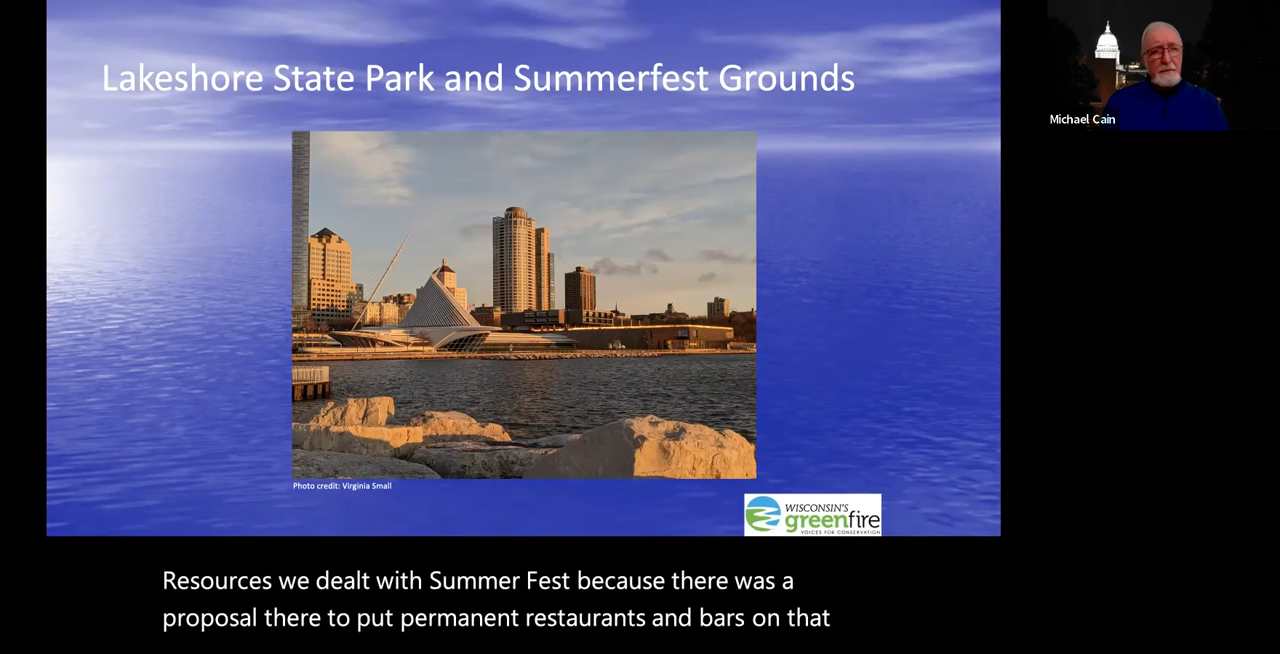 Lakeshore State Park and Summerfest Grounds
Michael Cain
Photo credit: Virginia Small
WISCONSIN'S
greenfire
VOICES FOR CONSERVATION
Resources we dealt with Summer Fest because there was a
proposal there to put permanent restaurants and bars on that